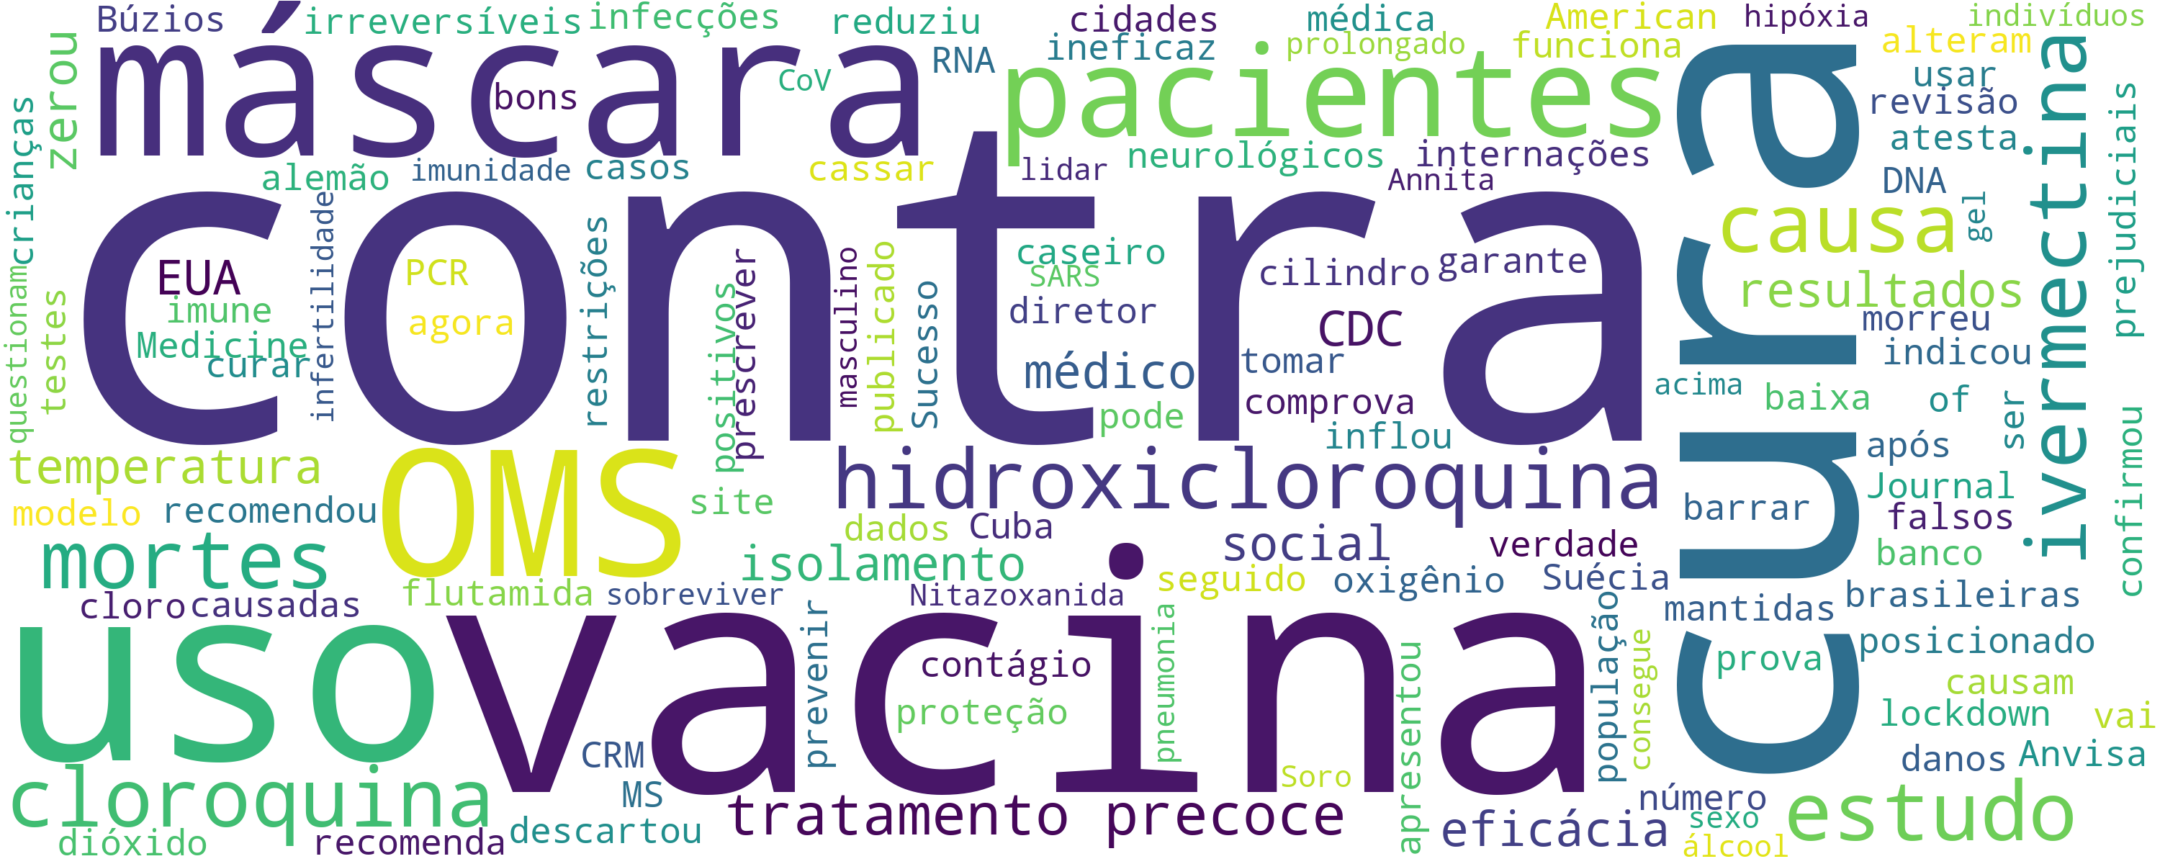 Búzios
irreversíveis
infecções
reduziu
cidades
médica
American
hipóxia
indivíduos
zerou
máscara
bons
CoV
RNA
ineficaz
prolongado
funciona
alteram
pacientes
usar
revisão
atesta
crianças
alemão
imunidade
casos
cassar
lidar
neurológicos
internações
Annita
DNA
gel
ivermectina
prejudiciais
contra
cura
causa
EUA
imune
Medicine
curar
infertilidade
PCR
agora
restrições
positivos
prescrever
masculino
publicado
Sucesso
caseiro
SARS
diretor
cilindro
garante
CDC
médico
tomar
comprova
pode
inflou
resultados
morreu
indicou
acima
baixa
of
ser
após
questionam
testes
temperatura
modelo
recomendou
OMS
site
hidroxicloroquina
dados
Cuba
social
verdade
barrar
Journal
falsos
banco
confirmou
mortes
isolamento
seguido
oxigênio
Suécia
cloro
causadas
flutamida
sobreviver
Nitazoxanida
mantidas
brasileiras
uso
vacina
prevenir
contágio
proteção
pneumonia
população
consegue
posicionado
prova
causam
lockdown
vai
CRM
MS
Soro
apresentou
danos
Anvisa
cloroquina
dióxido
recomenda
descartou
tratamento precoce
eficácia
número
sexo
álcool
estudo